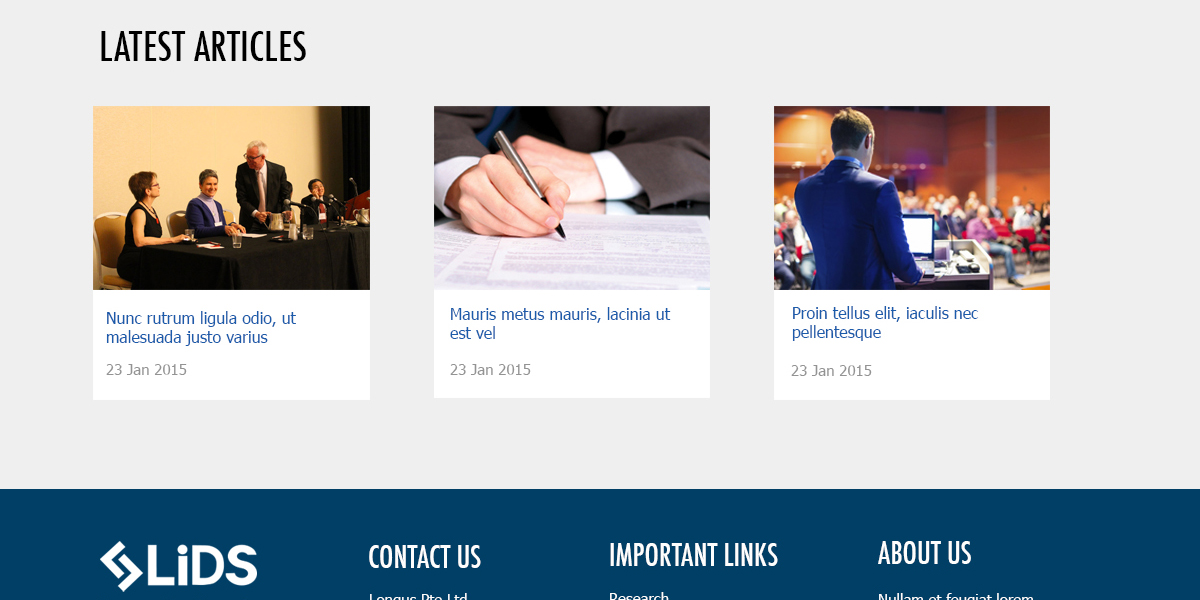 LATEST ARTICLES
Nunc rutrum ligula odio, ut
malesuada justo varius
23 Jan 2015
Mauris metus mauris, lacinia ut
est vel
23 Jan 2015
Proin tellus elit, iaculis nec
pellentesque
23 Jan 2015
LiDS
CONTACT US
Longus Pte Ltd
IMPORTANT LINKS
Research
ABOUT US
Nullam et feugiat lorem